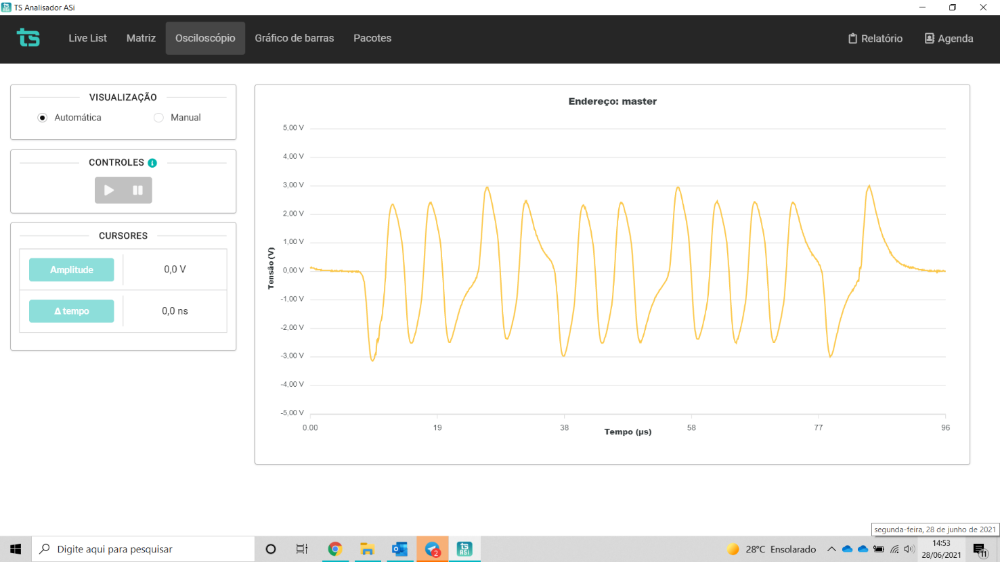 TS Analisador ASi
ts
Live List Matriz Osciloscópio Gráfico de barras Pacotes Relatório Agenda
VISUALIZAÇÃO
Automática Manual
CONTROLES
CURSORES
Amplitude 0,0 V
Δ tempo 0,0 ns
Endereço: master
5,00 V
4,00 V
3,00 V
2,00 V
1,00 V
0.00 V
-1,00 V
-2,00 V
-3,00 V
-4,00 V
-5,00 V
Tensão (V)
0.00 19 38 58 77 96
Tempo (µs)
segunda-feira, 28 de junho de 2021
Digite aqui para pesquisar
2
ts ASi
28°C Ensolarado
14:53
28/06/2021
11